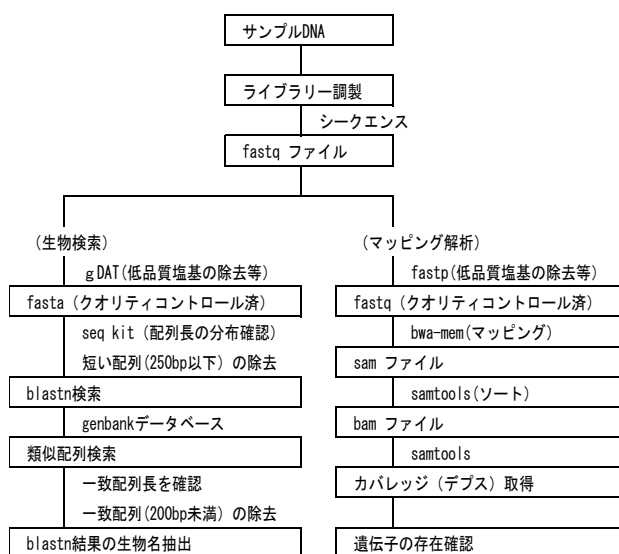 サンプルDNA
ライブラリー調製
シークエンス
fastq ファイル
(生物検索)
gDAT(低品質塩基の除去等)
fasta (クオリティコントロール済)
seq kit (配列長の分布確認)
短い配列(250bp以下)の除去
blastn検索
genbankデータベース
類似配列検索
一致配列長を確認
一致配列(200bp未満)の除去
blastn結果の生物名抽出
(マッピング解析)
fastp(低品質塩基の除去等)
fastq (クオリティコントロール済)
bwa-mem(マッピング)
sam ファイル
samtools(ソート)
bam ファイル
samtools
カバレッジ (デプス) 取得
遺伝子の存在確認